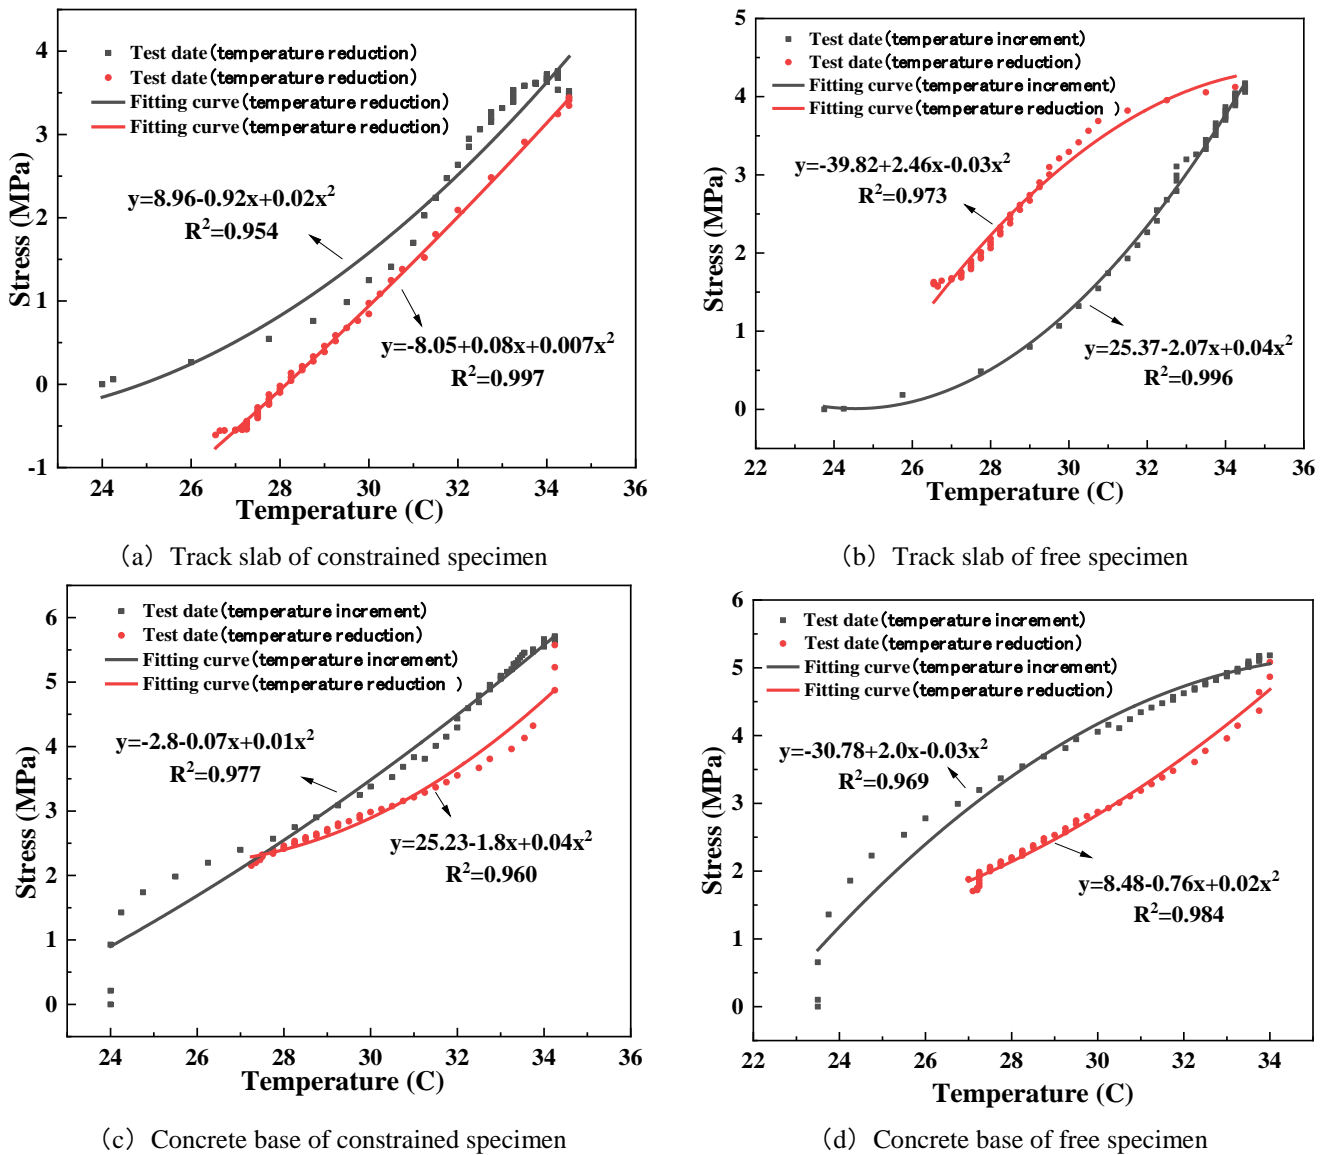 Test date(temperature reduction)
Test date(temperature reduction)
Fitting curve(temperature reduction)
Fitting curve(temperature reduction)
y=8.96-0.92x+0.02x²
R²=0.954
y=-8.05+0.08x+0.007x²
R²=0.997
4
3
2
1
0
-1
Stress (MPa)
24 26 28 30 32 34 36
Temperature (C)
(a) Track slab of constrained specimen
Test date(temperature increment)
Test date(temperature reduction)
Fitting curve(temperature increment)
Fitting curve(temperature reduction )
y=-39.82+2.46x-0.03x²
R²=0.973
y=25.37-2.07x+0.04x²
R²=0.996
5
4
3
2
1
0
Stress (MPa)
22 24 26 28 30 32 34 36
Temperature (C)
(b) Track slab of free specimen
Test date(temperature increment)
Test date(temperature reduction)
Fitting curve(temperature increment)
Fitting curve(temperature reduction )
y=-2.8-0.07x+0.01x²
R²=0.977
y=25.23-1.8x+0.04x²
R²=0.960
6
5
4
3
2
1
0
Stress (MPa)
24 26 28 30 32 34 36
Temperature (C)
(c) Concrete base of constrained specimen
Test date(temperature increment)
Test date(temperature reduction)
Fitting curve(temperature increment)
Fitting curve(temperature reduction)
y=-30.78+2.0x-0.03x²
R²=0.969
y=8.48-0.76x+0.02x²
R²=0.984
6
5
4
3
2
1
0
Stress (MPa)
22 24 26 28 30 32 34
Temperature (C)
(d) Concrete base of free specimen